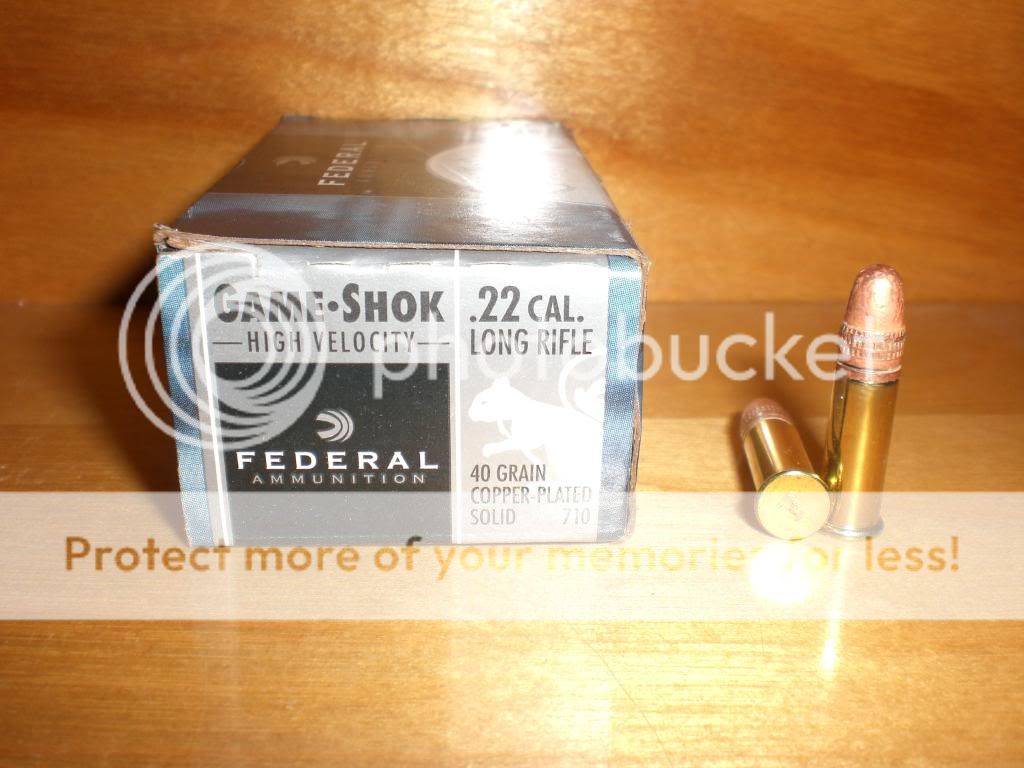 FEDERAL
GAME•SHOK
HIGH VELOCITY
FEDERAL
AMMUNITION
.22 CAL.
LONG RIFLE
40 GRAIN
COPPER-PLATED
SOLID 710
photobucke
Protect more of your memories for less!